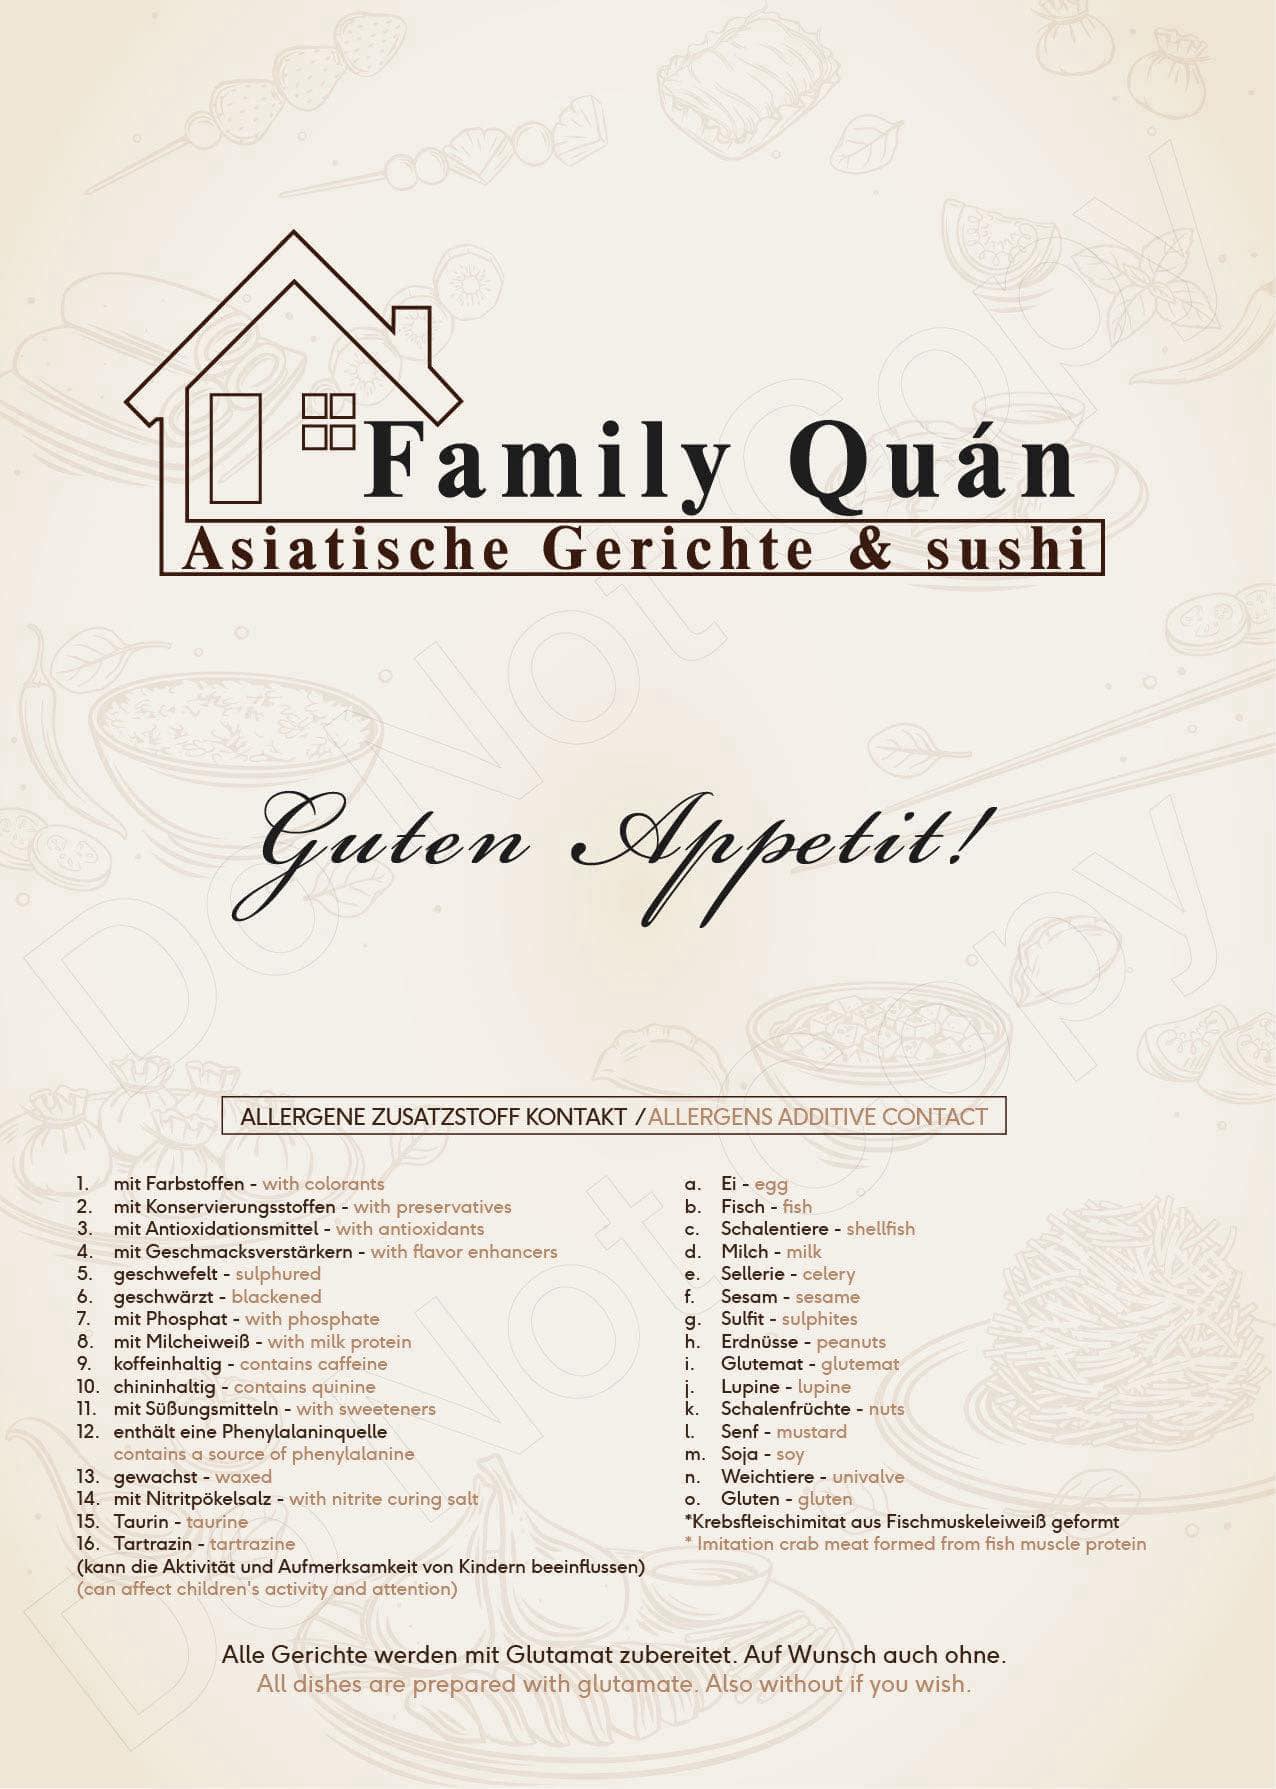 Family Quán
Asiatische Gerichte & sushi
Guten Appetit!
ALLERGENE ZUSATZSTOFF KONTAKT / ALLERGENS ADDITIVE CONTACT
1. mit Farbstoffen - with colorants
2. mit Konservierungsstoffen - with preservatives
3. mit Antioxidationsmittel - with antioxidants
4. mit Geschmacksverstärkern - with flavor enhancers
5. geschwefelt - sulphured
6. geschwärzt - blackened
7. mit Phosphat - with phosphate
8. mit Milcheiweiß - with milk protein
9. koffeinhaltig - contains caffeine
10. chininhaltig - contains quinine
11. mit Süßungsmitteln - with sweeteners
12. enthält eine Phenylalaninquelle
contains a source of phenylalanine
13. gewachst - waxed
14. mit Nitritpökelsalz - with nitrite curing salt
15. Taurin - taurine
16. Tartrazin - tartrazine
(kann die Aktivität und Aufmerksamkeit von Kindern beeinflussen)
(can affect children's activity and attention)
a. Ei - egg
b. Fisch - fish
c. Schalentiere - shellfish
d. Milch - milk
e. Sellerie - celery
f. Sesam - sesame
g. Sulfit - sulphites
h. Erdnüsse - peanuts
i. Glutemat - glutemat
j. Lupine - lupine
k. Schalenfrüchte - nuts
l. Senf - mustard
m. Soja - soy
n. Weichtiere - univalve
o. Gluten - gluten
*Krebsfleischimitat aus Fischmuskeleiweiß geformt
* Imitation crab meat formed from fish muscle protein
Alle Gerichte werden mit Glutamat zubereitet. Auf Wunsch auch ohne.
All dishes are prepared with glutamate. Also without if you wish.
Do Not Copy
Do Not Copy